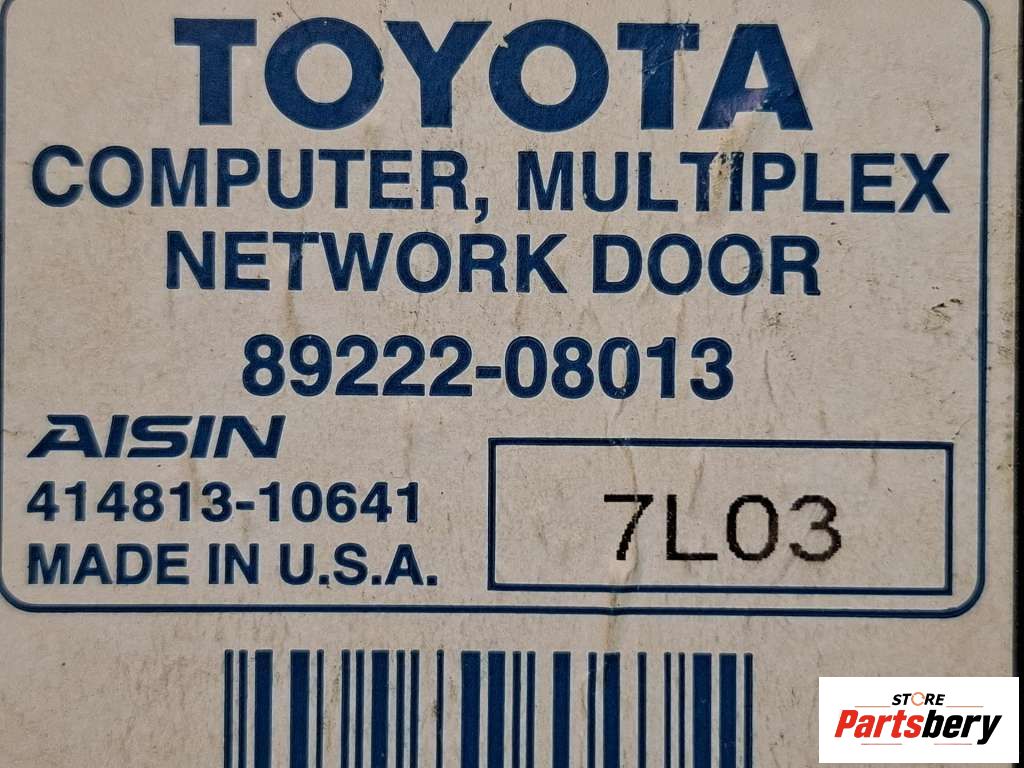 TOYOTA
COMPUTER, MULTIPLEX
NETWORK DOOR
89222-08013
AISIN
414813-10641
MADE IN U.S.A.
7L03
STORE
Partsbery